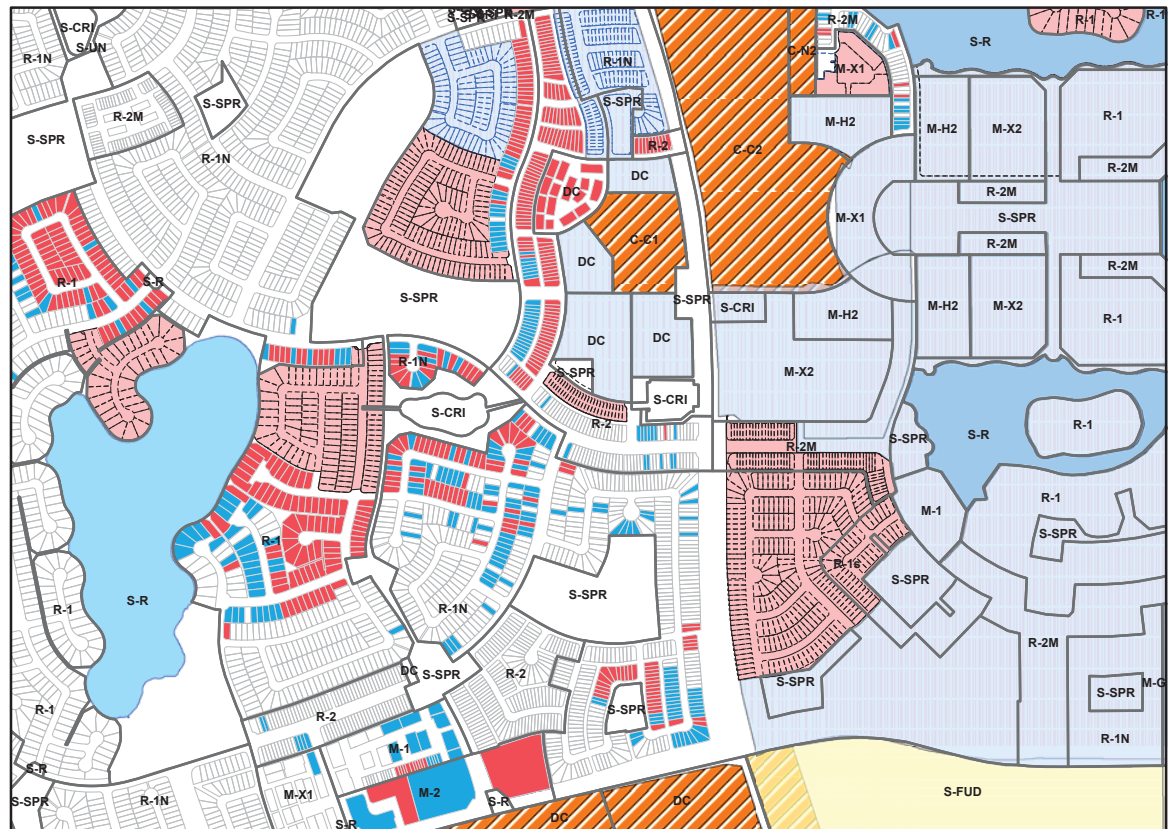 S-CRI
S-UN
R-1N
S-SPR
R-2M
R-2M
R-1
R-1
S-R
R-1N
C-N2
M-X1
S-SPR
R-2M
S-SPR
S-SPR
R-1N
R-2
M-H2
M-H2
M-X2
R-1
C-C2
DC
DC
R-2M
R-2M
S-SPR
M-X1
C-C1
DC
R-2M
R-2M
R-1
S-R
S-SPR
S-SPR
S-CRI
M-H2
M-H2
M-X2
R-1
DC
DC
R-1N
S-SPR
M-X2
S-CRI
S-CRI
R-2
R-2M
S-SPR
S-R
R-1
R-1
M-1
R-1
S-SPR
R-1s
S-SPR
S-R
R-1
R-1N
S-SPR
R-2M
DC
S-SPR
R-2
S-SPR
M-G
S-SPR
R-1
R-2
S-SPR
M-1
R-1N
S-R
M-X1
M-2
S-R
S-FUD
S-SPR
R-1N
DC
S-R
DC